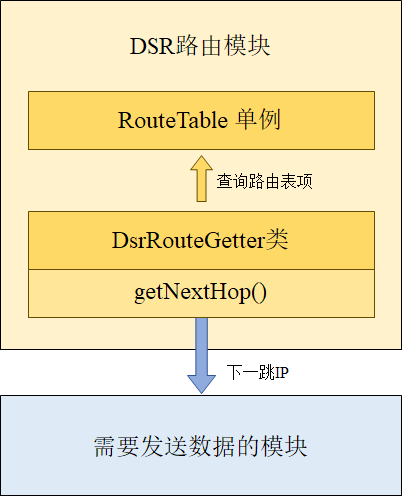 DSR路由模块
RouteTable 单例
查询路由表项
DsrRouteGetter类
getNextHop()
下一跳IP
需要发送数据的模块